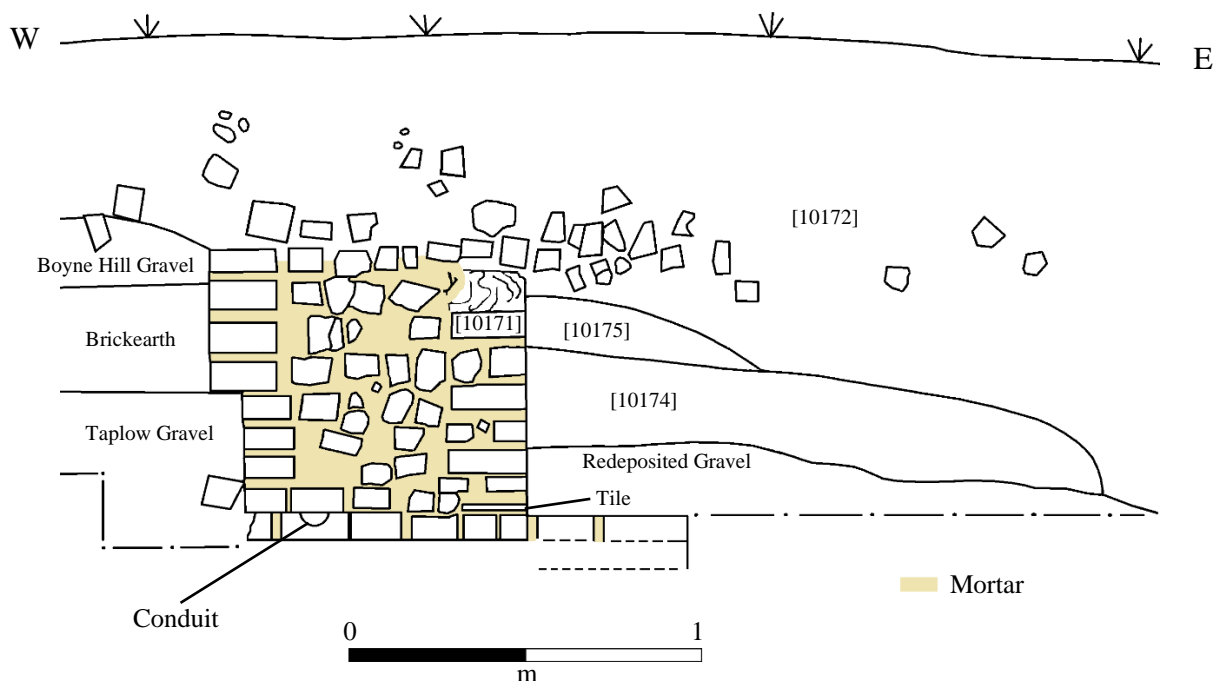 W
E
[10172]
Boyne Hill Gravel
[10171]
[10175]
Brickearth
[10174]
Taplow Gravel
Redeposited Gravel
Tile
Mortar
Conduit
0 1
m